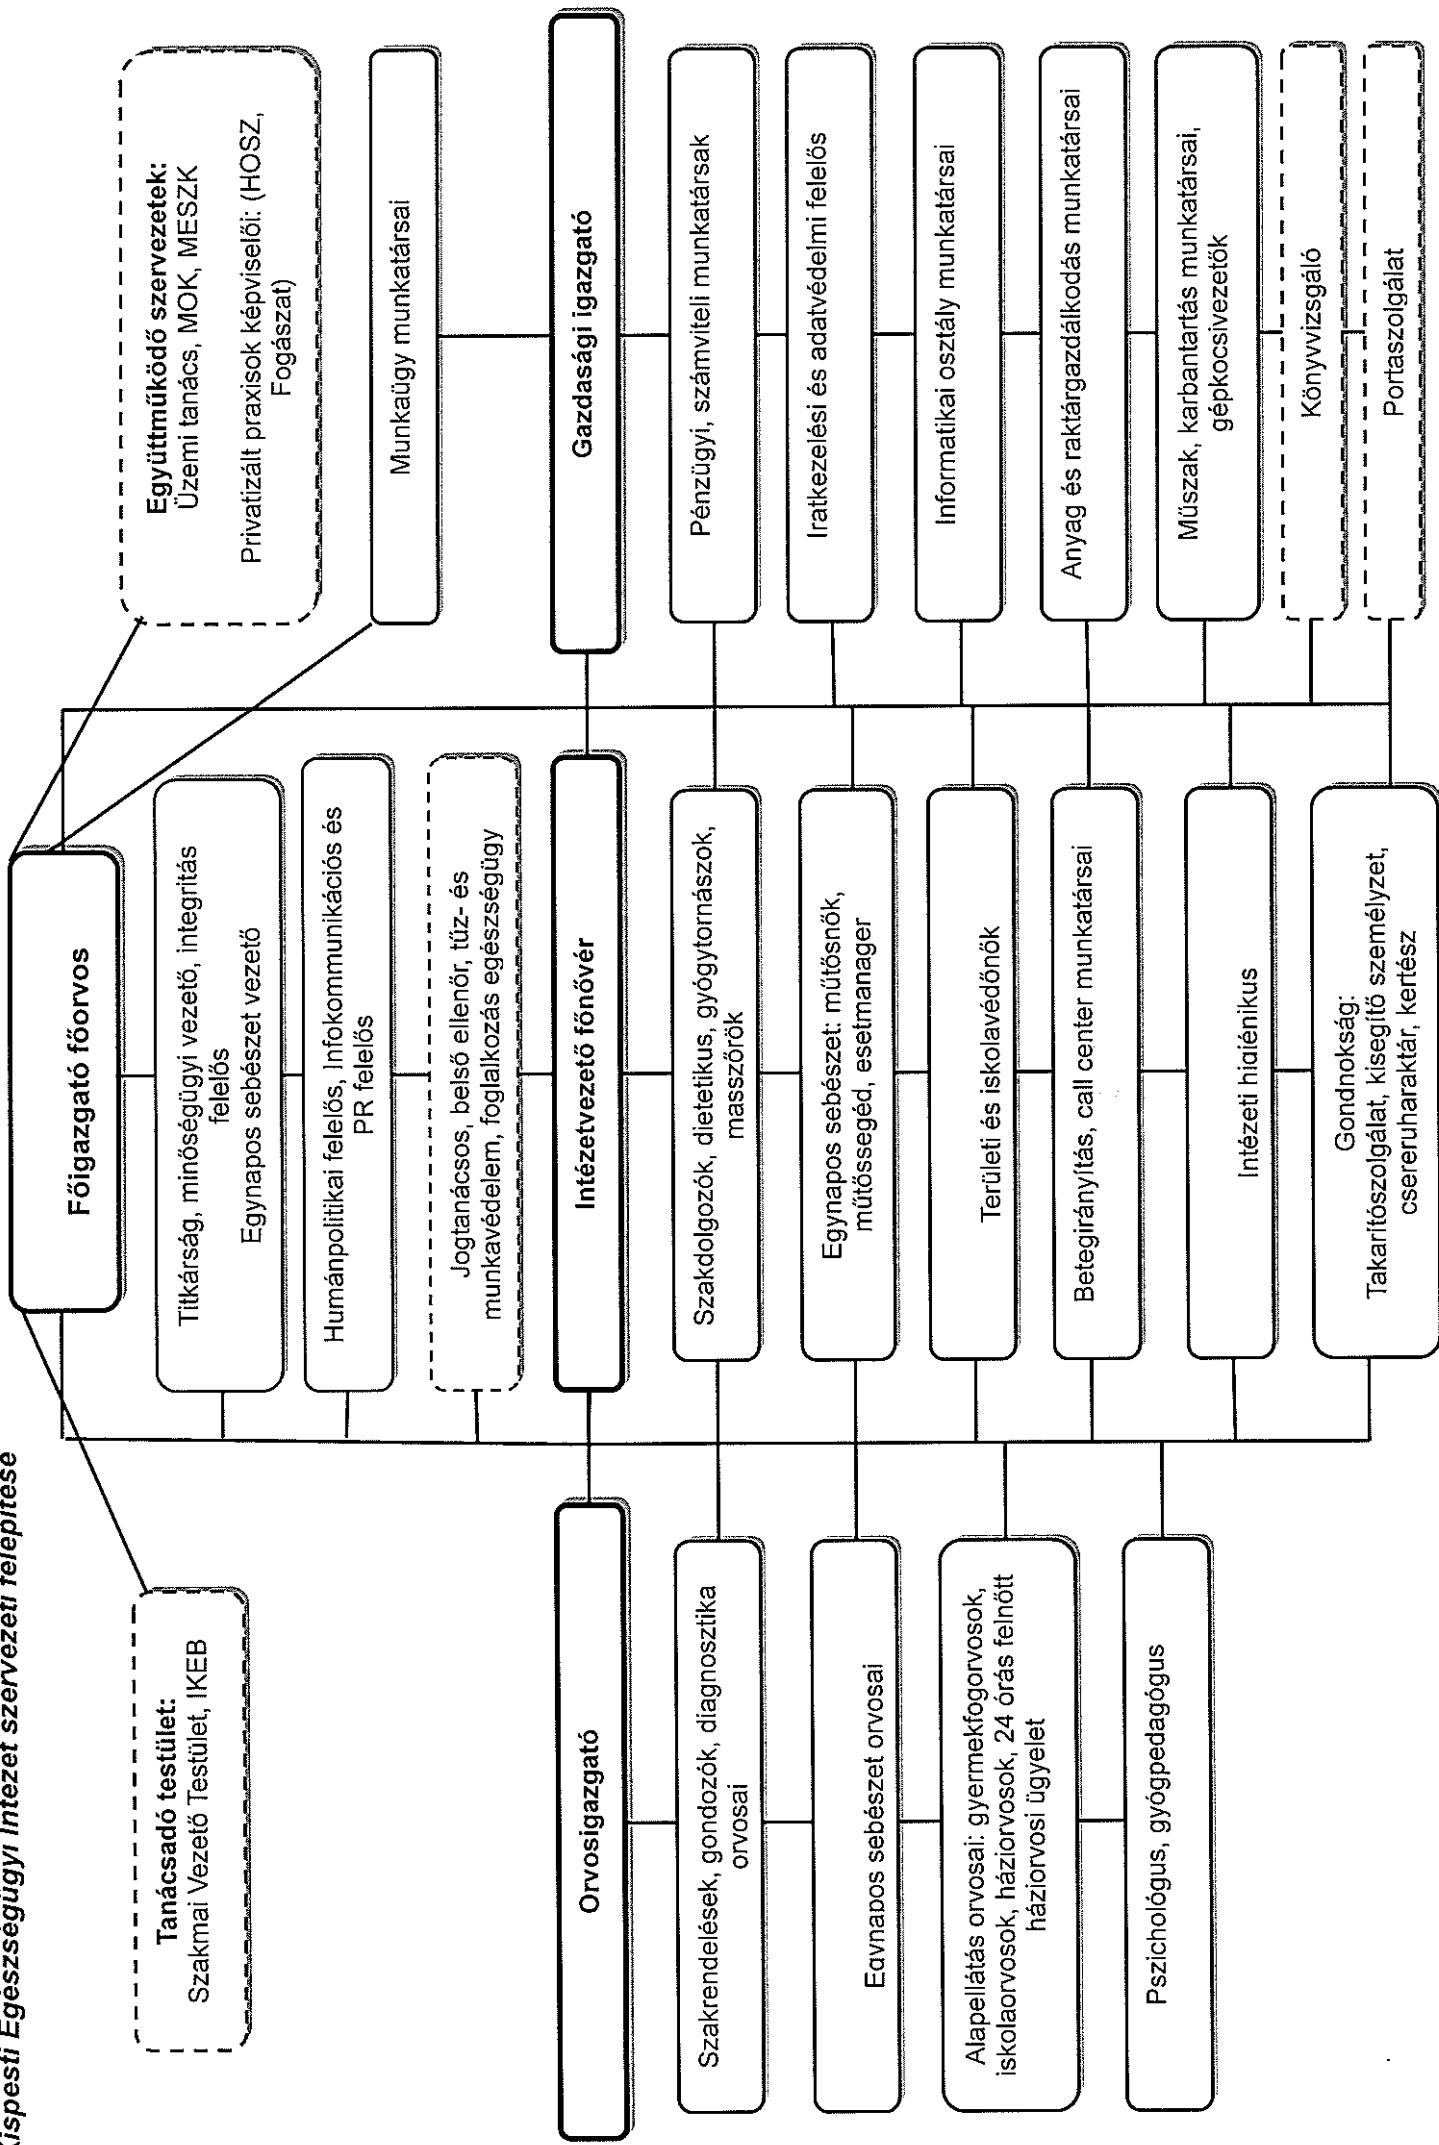 Kispesti Egészségügyi Intézet szervezeti felépítése
Főigazgató főorvos
Tanácsadó testület:
Szakmai Vezető Testület, IKEB
Együttműködő szervezetek:
Üzemi tanács, MOK, MESZK
Privatizált praxisok képviselői: (HOSZ,
Fogászat)
Titkárság, minőségügyi vezető, integritás
felelős
Egynapos sebészet vezető
Humánpolitikai felelős, Infokommunikációs és
PR felelős
Jogtanácsos, belső ellenőr, tűz- és
munkavédelem, foglalkozás egészségügy
Munkaügy munkatársai
Orvosigazgató
Intézetvezető főnővér
Gazdasági igazgató
Szakrendelések, gondozók, diagnosztika
orvosai
Egynapos sebészet orvosai
Alapellátás orvosai: gyermekfogorvosok,
iskolaorvosok, háziorvosok, 24 órás felnőtt
háziorvosi ügyelet
Pszichológus, gyógpedagógus
Szakdolgozók, dietetikus, gyógytornászok,
masszőrök
Egynapos sebészet: műtősnők,
műtőssegéd, esetmanager
Területi és iskolavédőnők
Betegirányítás, call center munkatársai
Intézeti higiénikus
Gondnokság:
Takarítószolgálat, kisegítő személyzet,
csereruharaktár, kertész
Pénzügyi, számviteli munkatársak
Iratkezelési és adatvédelmi felelős
Informatikai osztály munkatársai
Anyag és raktárgazdálkodás munkatársai
Műszak, karbantartás munkatársai,
gépkocsivezetők
Könyvvizsgáló
Portaszolgálat